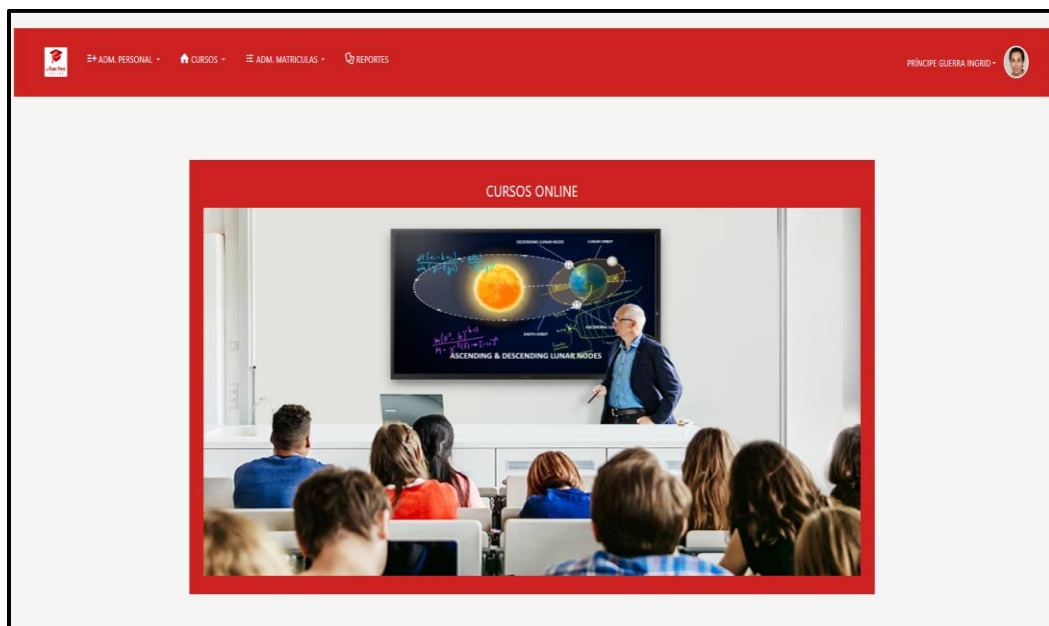 ADM. PERSONAL
CURSOS
ADM. MATRICULAS
REPORTES
PRÍNCIPE GUERRA INGRID
CURSOS ONLINE
DESCENDING LUNAR NODE
LUNAR ORBIT
EARTH ORBIT
ASCENDING & DESCENDING LUNAR NODES